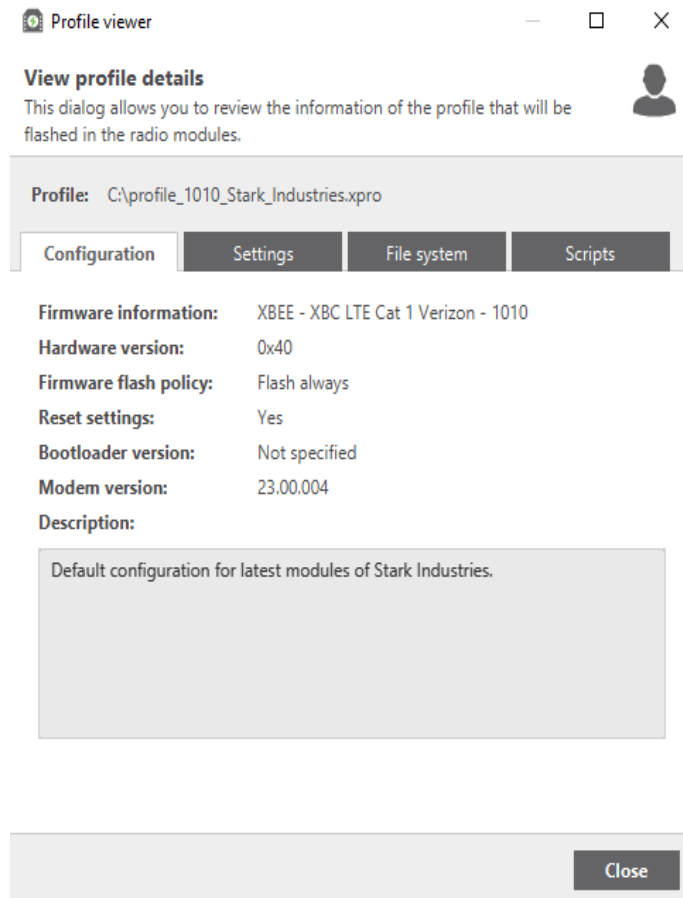 Profile viewer
View profile details
This dialog allows you to review the information of the profile that will be
flashed in the radio modules.
Profile: C:\profile_1010_Stark_Industries.xpro
Configuration Settings File system Scripts
Firmware information: XBEE - XBC LTE Cat 1 Verizon - 1010
Hardware version: 0x40
Firmware flash policy: Flash always
Reset settings: Yes
Bootloader version: Not specified
Modem version: 23.00.004
Description:
Default configuration for latest modules of Stark Industries.
Close